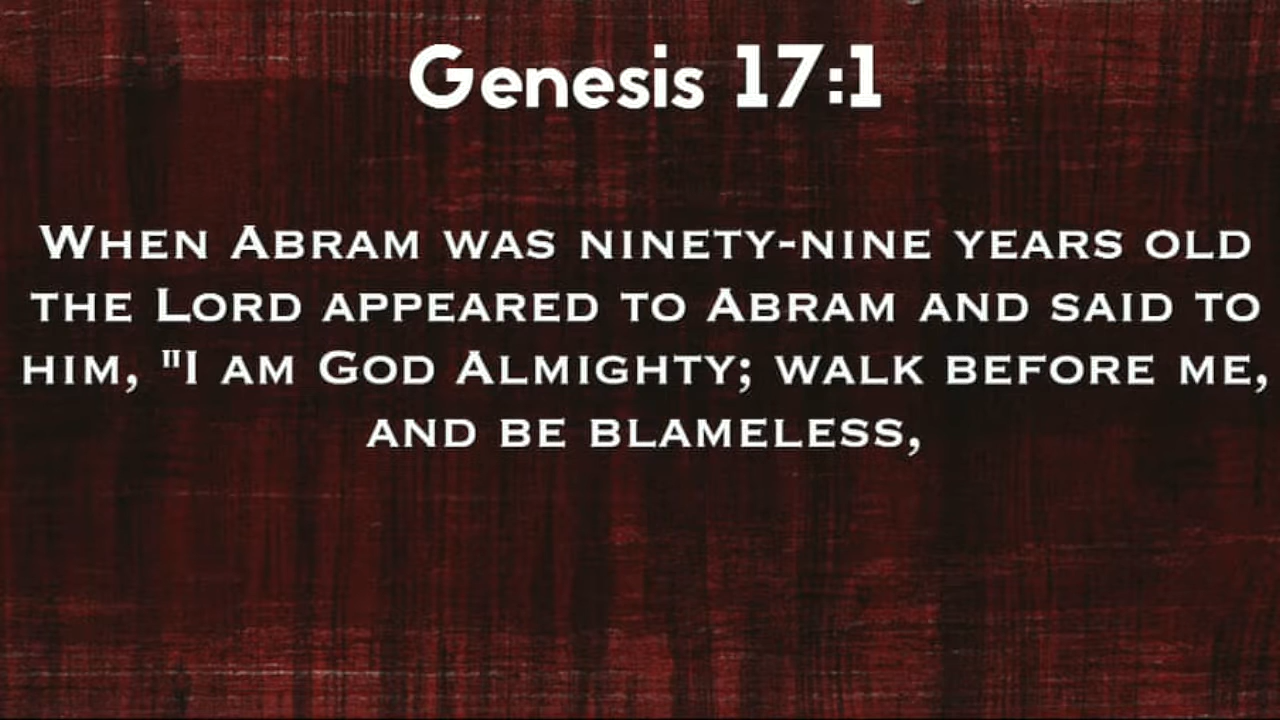 Genesis 17:1
When Abram was ninety-nine years old
the Lord appeared to Abram and said to
him, "I am God Almighty; walk before me,
and be blameless,